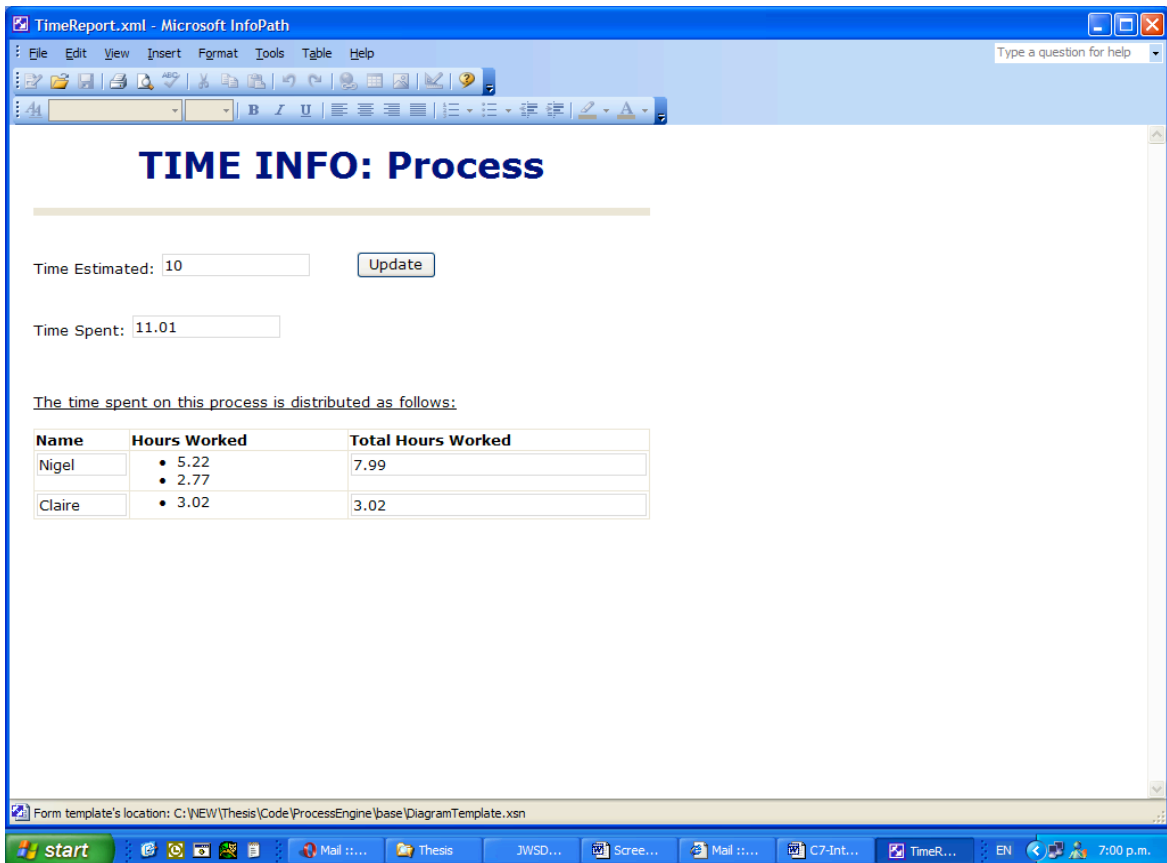 TimeReport.xml - Microsoft InfoPath
File Edit View Insert Format Tools Table Help Type a question for help
ABC
A4
B I U A
TIME INFO: Process
Time Estimated: 10 Update
Time Spent: 11.01
The time spent on this process is distributed as follows:
Name Hours Worked Total Hours Worked
Nigel • 5.22 7.99
• 2.77
Claire • 3.02 3.02
Form template's location: C:\NEW\Thesis\Code\ProcessEngine\base\DiagramTemplate.xsn
start Mail ::... Thesis JWSD... Scree... Mail ::... C7-Int... TimeR... EN 7:00 p.m.